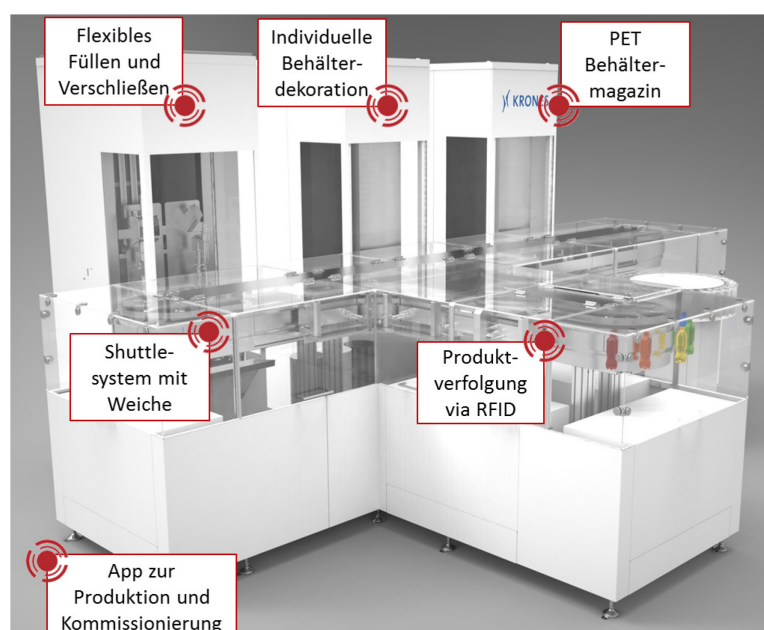 Flexibles
Füllen und
Verschließen
Individuelle
Behälter-
dekoration
PET
Behälter-
magazin
KRONES
Shuttle-
system mit
Weiche
Produkt-
verfolgung
via RFID
App zur
Produktion und
Kommissionierung